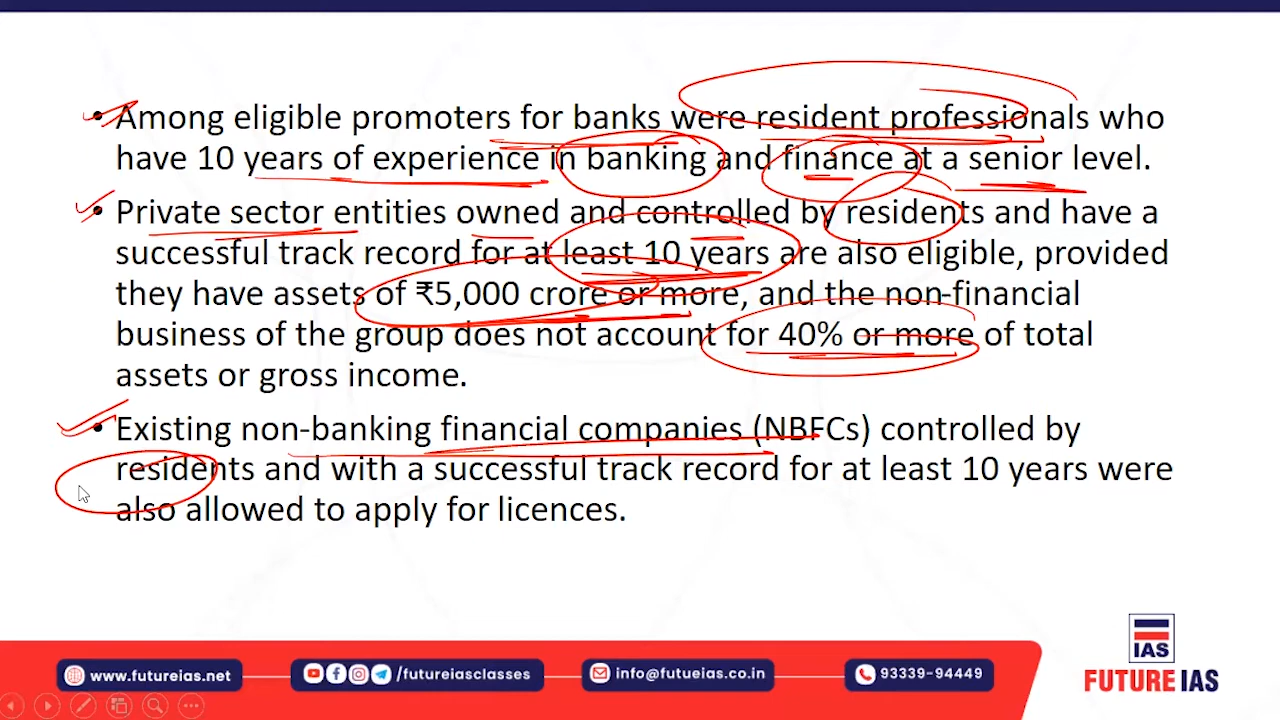 • Among eligible promoters for banks were resident professionals who
have 10 years of experience in banking and finance at a senior level.
• Private sector entities owned and controlled by residents and have a
successful track record for at least 10 years are also eligible, provided
they have assets of ₹5,000 crore or more, and the non-financial
business of the group does not account for 40% or more of total
assets or gross income.
• Existing non-banking financial companies (NBFCs) controlled by
residents and with a successful track record for at least 10 years were
also allowed to apply for licences.
IAS
www.futureias.net
/futureiasclasses
info@futueias.co.in
93339-94449
FUTURE IAS